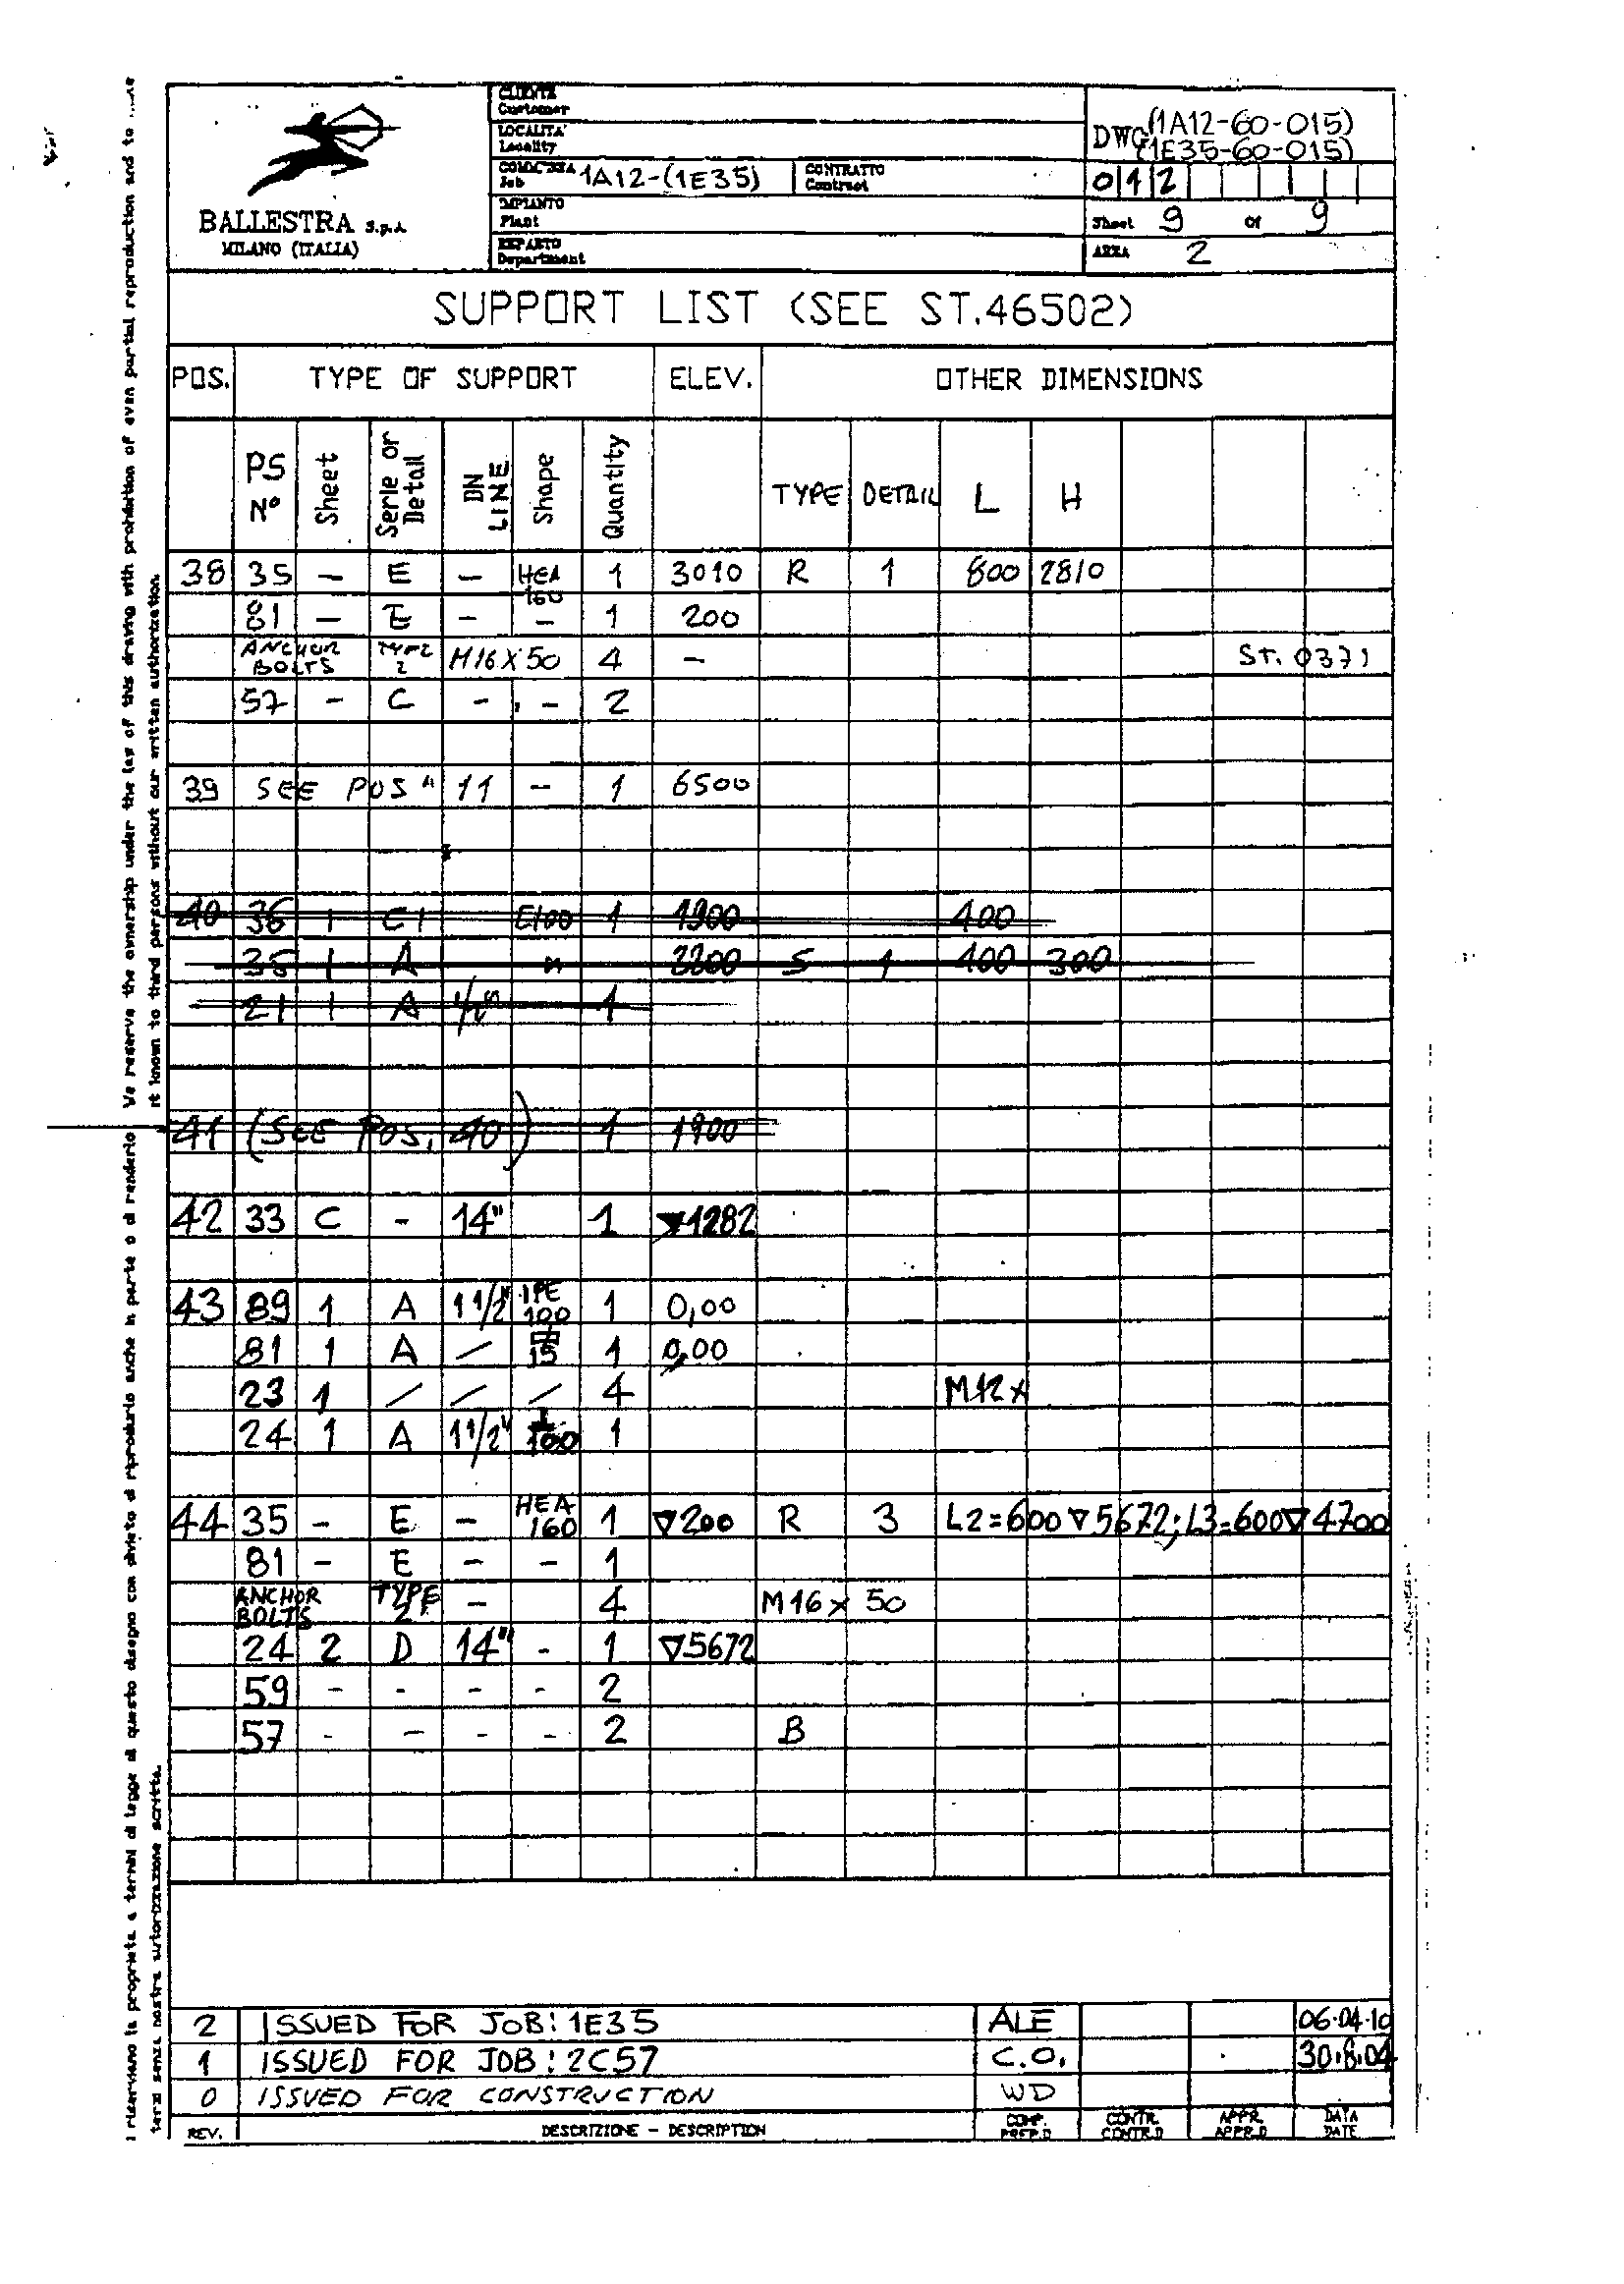 BALLESTRA S.p.A
MILANO (ITALIA)
CLIENTE
Customer
LOCALITA'
Locality
COMMESSA
Job 1A12-(1E35)
CONTRATTO
Contract
IMPIANTO
Plant
REPARTO
Department
DWG (1A12-60-015)
(1E35-60-015)
0 4 2
Sheet 9 Of 9
AREA 2
SUPPORT LIST (SEE ST.46502)
POS. TYPE OF SUPPORT ELEV. OTHER DIMENSIONS
PS N° Sheet Serie or Detail DN LINE Shape Quantity TYPE DETAIL L H
38 35 - E - HEA 160 1 3010 R 1 800 2810
81 - E - - 1 200
ANCHOR BOLTS TYPE 2 M16X50 4 - ST. 0371
57 - C - - 2
39 SEE POS " 11 - 1 6500
40 36 1 C1 C100 1 1900 400
35 1 A " 2200 S 1 400 300
21 1 A 1/2" 1
41 (SEE POS. 40) 1 1900
42 33 C - 14" 1 ▽1282
43 89 1 A 1 1/2" IPE 100 1 0,00
81 1 A / 15 1 0,00
23 1 / / / 4 M12x
24 1 A 1 1/2" 100 1
44 35 - E - HEA 160 1 ▽200 R 3 L2=600▽5672; L3=600▽4700
81 - E - - 1
ANCHOR BOLTS TYPE 2 - 4 M16x50
24 2 D 14" - 1 ▽5672
59 - - - - 2
57 - - - - 2 B
2 ISSUED FOR JOB: 1E35 ALE 06.04.10
1 ISSUED FOR JOB: 2C57 C.O. 30.8.04
0 ISSUED FOR CONSTRUCTION WD
REV. DESCRIZIONE - DESCRIPTION COMP. PREP.D CONTR. CONTR.D APPR. APPR.D DATA DATE
riserviamo la proprieta a termini di legge di questo disegno con divieto di riprodurlo anche in parte o di renderlo
terzi senza nostra autorizzazione scritta.
We reserve the ownership under the law of this drawing with prohibition of even partial reproduction and to
it known to third persons without our written authorization.